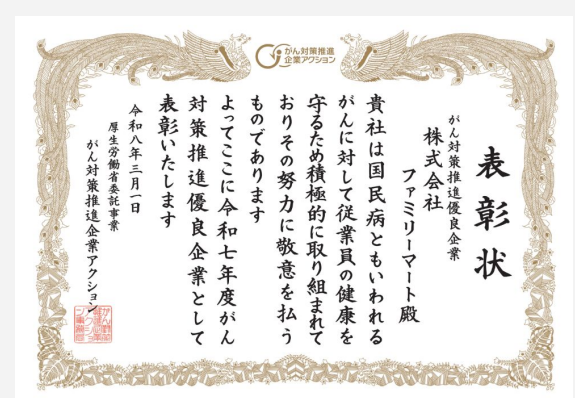 がん対策推進
企業アクション
表彰状
がん対策推進優良企業
株式会社
ファミリーマート殿
貴社は国民病ともいわれる
がんに対して従業員の健康を
守るため積極的に取り組まれて
おりその努力に敬意を払う
ものであります
よってここに令和七年度がん
対策推進優良企業として
表彰いたします
令和八年三月一日
厚生労働省委託事業
がん対策推進企業アクション